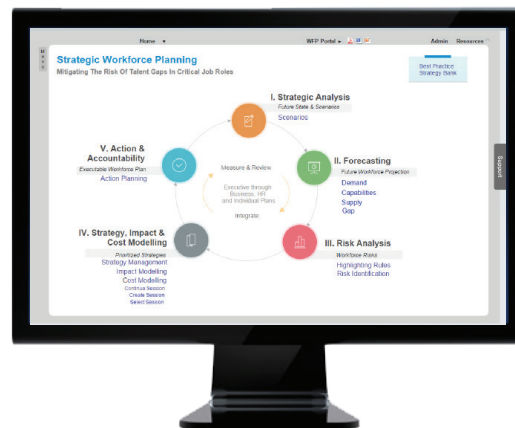 Home
WFP Portal
Admin Resources
Menu
Strategic Workforce Planning
Mitigating The Risk Of Talent Gaps In Critical Job Roles
Best Practice
Strategy Bank
Support
I. Strategic Analysis
Future State & Scenarios
Scenarios
II. Forecasting
Future Workforce Projection
Demand
Capabilities
Supply
Gap
III. Risk Analysis
Workforce Risks
Highlighting Rules
Risk Identification
IV. Strategy, Impact &
Cost Modelling
Prioritized Strategies
Strategy Management
Impact Modelling
Cost Modelling
Continue Session
Create Session
Select Session
V. Action &
Accountability
Executable Workforce Plan
Action Planning
Measure & Review
Executive through
Business, HR
and Individual Plans
Integrate